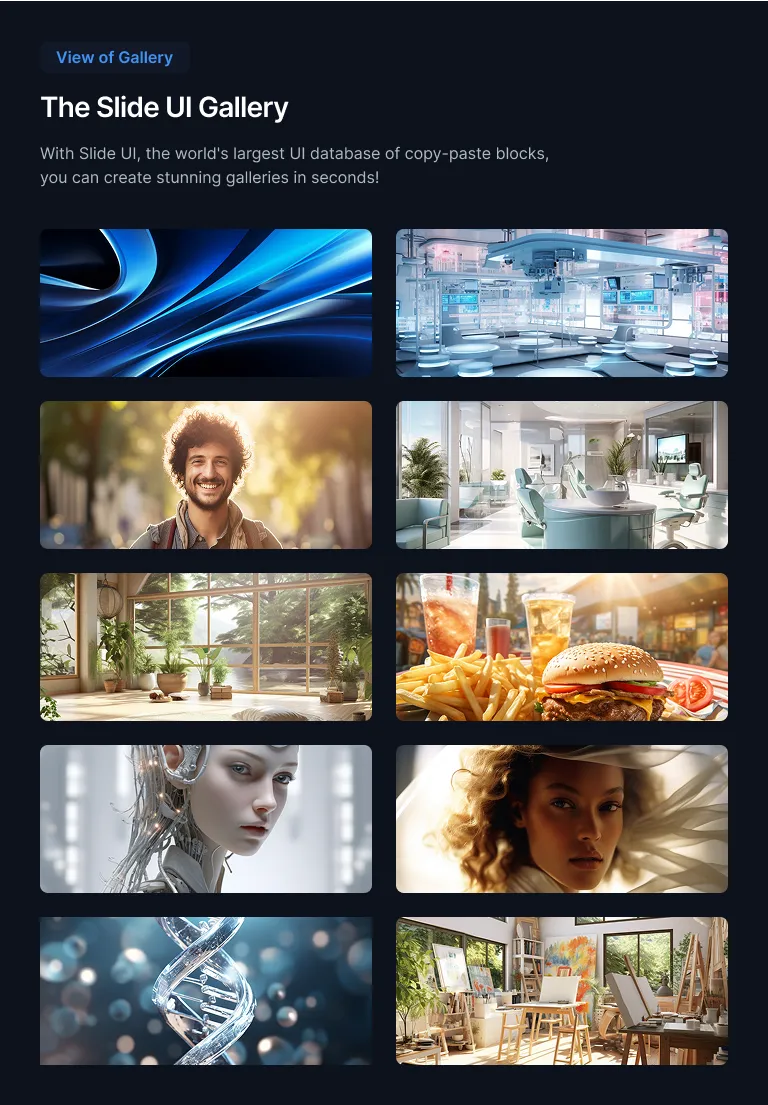 View of Gallery
The Slide UI Gallery
With Slide UI, the world's largest UI database of copy-paste blocks,
you can create stunning galleries in seconds!